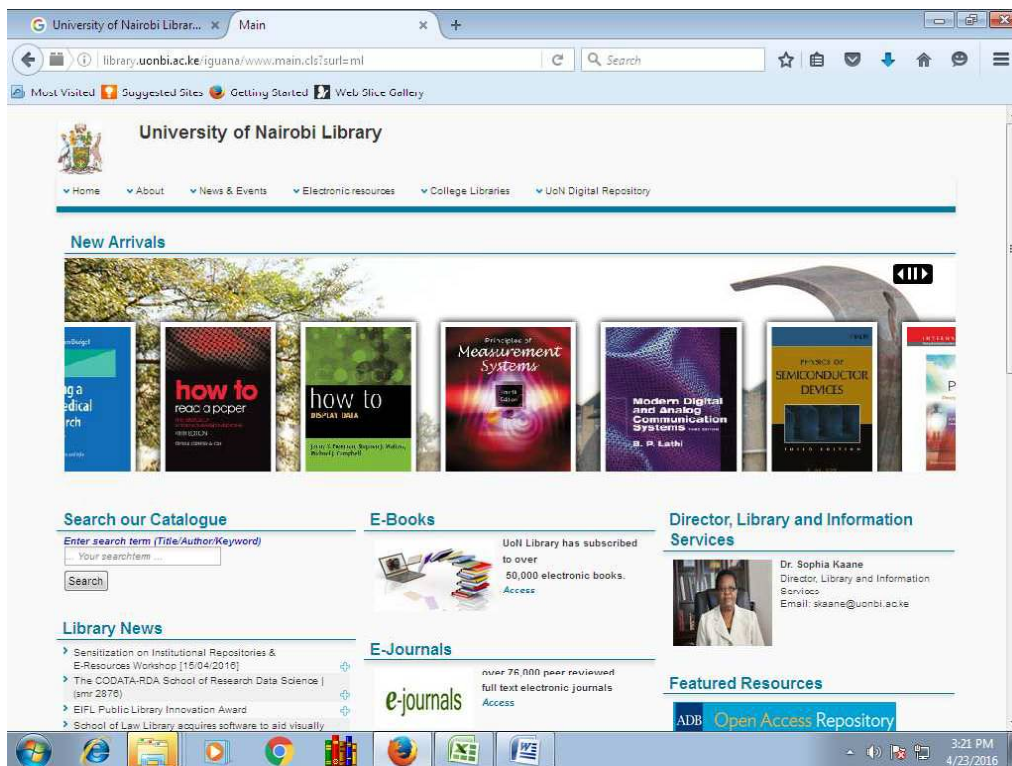 University of Nairobi Librar...
Main
library.uonbi.ac.ke/iguana/www.main.cls?surl=ml
Search
Most Visited
Suggested Sites
Getting Started
Web Slice Gallery
University of Nairobi Library
Home
About
News & Events
Electronic resources
College Libraries
UoN Digital Repository
New Arrivals
how to
read a paper
how to
DISPLAY DATA
Principles of
Measurement
Systems
Modern Digital
and Analog
Communication
Systems THIRD EDITION
B. P. Lathi
PHYSICS OF
SEMICONDUCTOR
DEVICES
THIRD EDITION
Search our Catalogue
Enter search term (Title/Author/Keyword)
... Your searchterm ...
Search
Library News
Sensitization on Institutional Repositories &
E-Resources Workshop [15/04/2016]
The CODATA-RDA School of Research Data Science |
(smr 2876)
EIFL Public Library Innovation Award
School of Law Library acquires software to aid visually
E-Books
UoN Library has subscribed
to over
50,000 electronic books.
Access
E-Journals
over 76,000 peer reviewed
full text electronic journals
Access
e-journals
Director, Library and Information
Services
Dr. Sophia Kaane
Director, Library and Information
Services
Email: skaane@uonbi.ac.ke
Featured Resources
ADB Open Access Repository
3:21 PM
4/23/2016